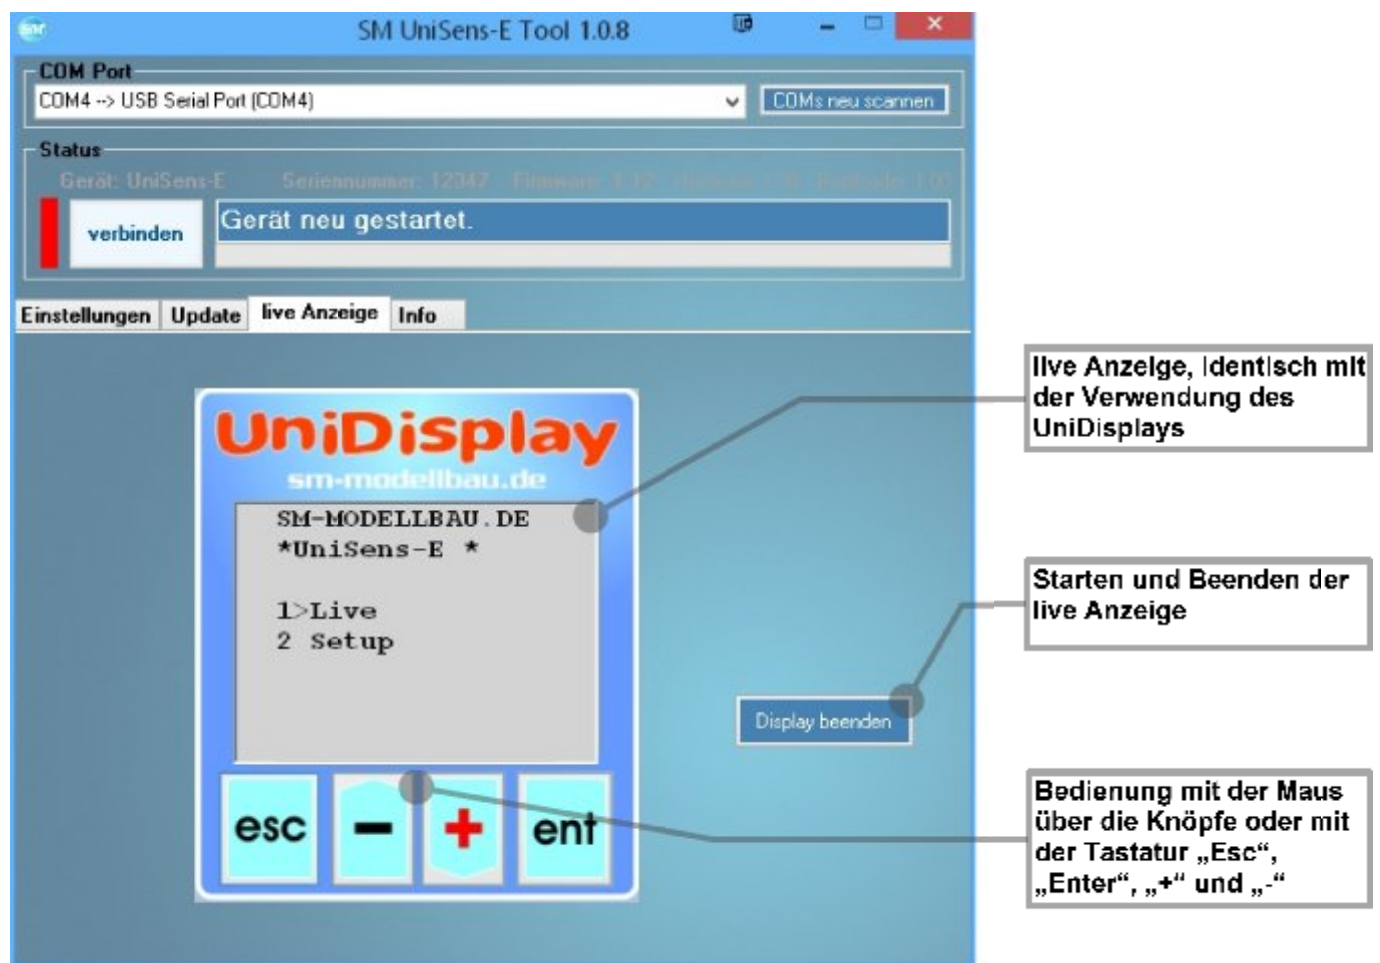 SM UniSens-E Tool 1.0.8
COM Port
COM4 --> USB Serial Port (COM4)
COMs neu scannen
Status
Gerät: UniSens-E Seriennummer: 12347 Firmware: 1.12
verbinden
Gerät neu gestartet.
Einstellungen Update live Anzeige Info
UniDisplay
sm-modellbau.de
SM-MODELLBAU.DE
*UniSens-E *
1>Live
2 Setup
esc - + ent
Display beenden
live Anzeige, identisch mit
der Verwendung des
UniDisplays
Starten und Beenden der
live Anzeige
Bedienung mit der Maus
über die Knöpfe oder mit
der Tastatur „Esc“,
„Enter“, „+“ und „-“